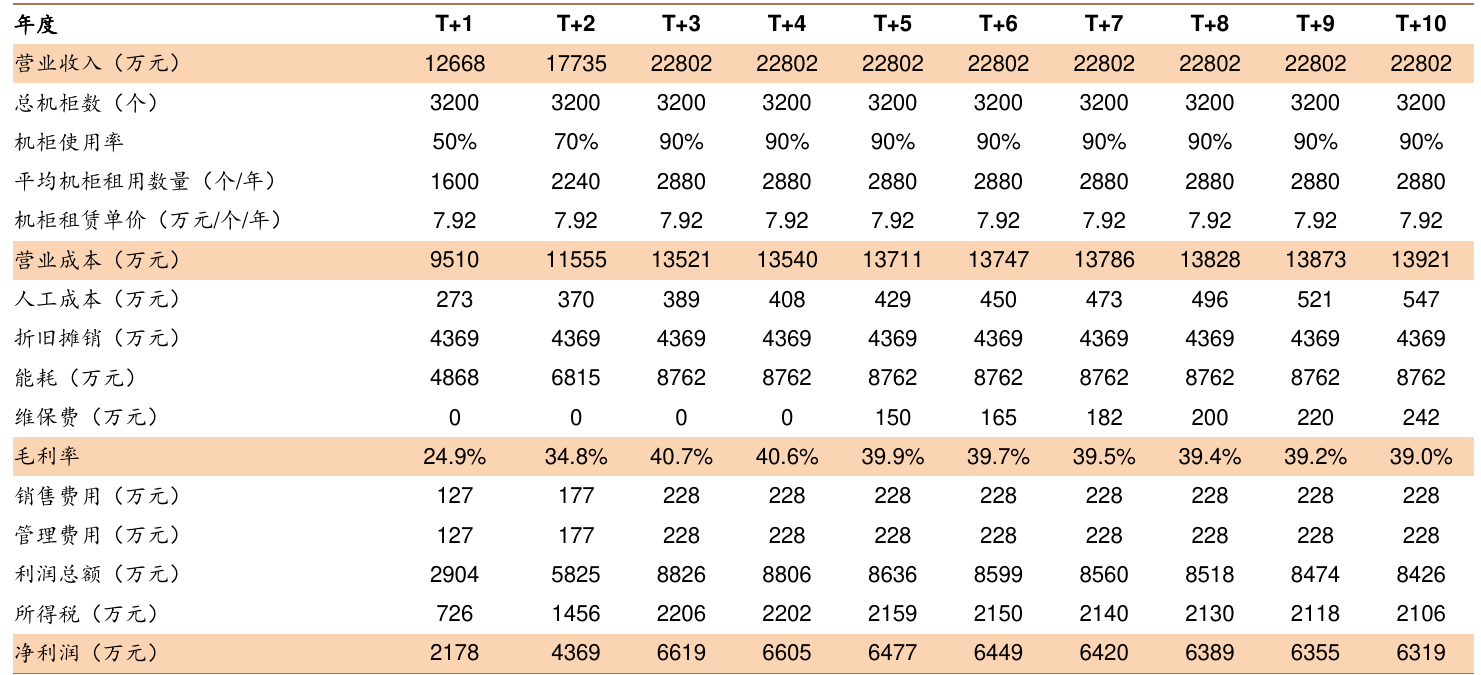 年度 T+1 T+2 T+3 T+4 T+5 T+6 T+7 T+8 T+9 T+10
营业收入（万元） 12668 17735 22802 22802 22802 22802 22802 22802 22802 22802
总机柜数（个） 3200 3200 3200 3200 3200 3200 3200 3200 3200 3200
机柜使用率 50% 70% 90% 90% 90% 90% 90% 90% 90% 90%
平均机柜租用数量（个/年） 1600 2240 2880 2880 2880 2880 2880 2880 2880 2880
机柜租赁单价（万元/个/年） 7.92 7.92 7.92 7.92 7.92 7.92 7.92 7.92 7.92 7.92
营业成本（万元） 9510 11555 13521 13540 13711 13747 13786 13828 13873 13921
人工成本（万元） 273 370 389 408 429 450 473 496 521 547
折旧摊销（万元） 4369 4369 4369 4369 4369 4369 4369 4369 4369 4369
能耗（万元） 4868 6815 8762 8762 8762 8762 8762 8762 8762 8762
维保费（万元） 0 0 0 0 150 165 182 200 220 242
毛利率 24.9% 34.8% 40.7% 40.6% 39.9% 39.7% 39.5% 39.4% 39.2% 39.0%
销售费用（万元） 127 177 228 228 228 228 228 228 228 228
管理费用（万元） 127 177 228 228 228 228 228 228 228 228
利润总额（万元） 2904 5825 8826 8806 8636 8599 8560 8518 8474 8426
所得税（万元） 726 1456 2206 2202 2159 2150 2140 2130 2118 2106
净利润（万元） 2178 4369 6619 6605 6477 6449 6420 6389 6355 6319